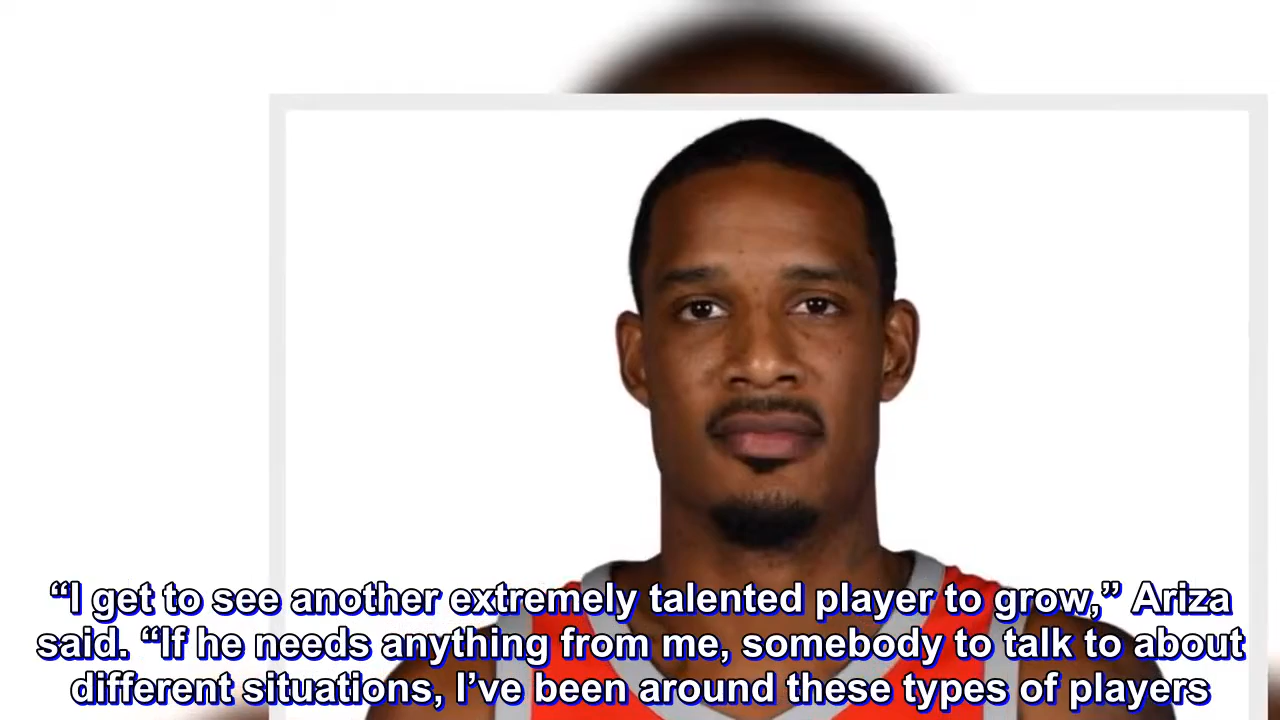 “I get to see another extremely talented player to grow,” Ariza
said. “If he needs anything from me, somebody to talk to about
different situations, I’ve been around these types of players